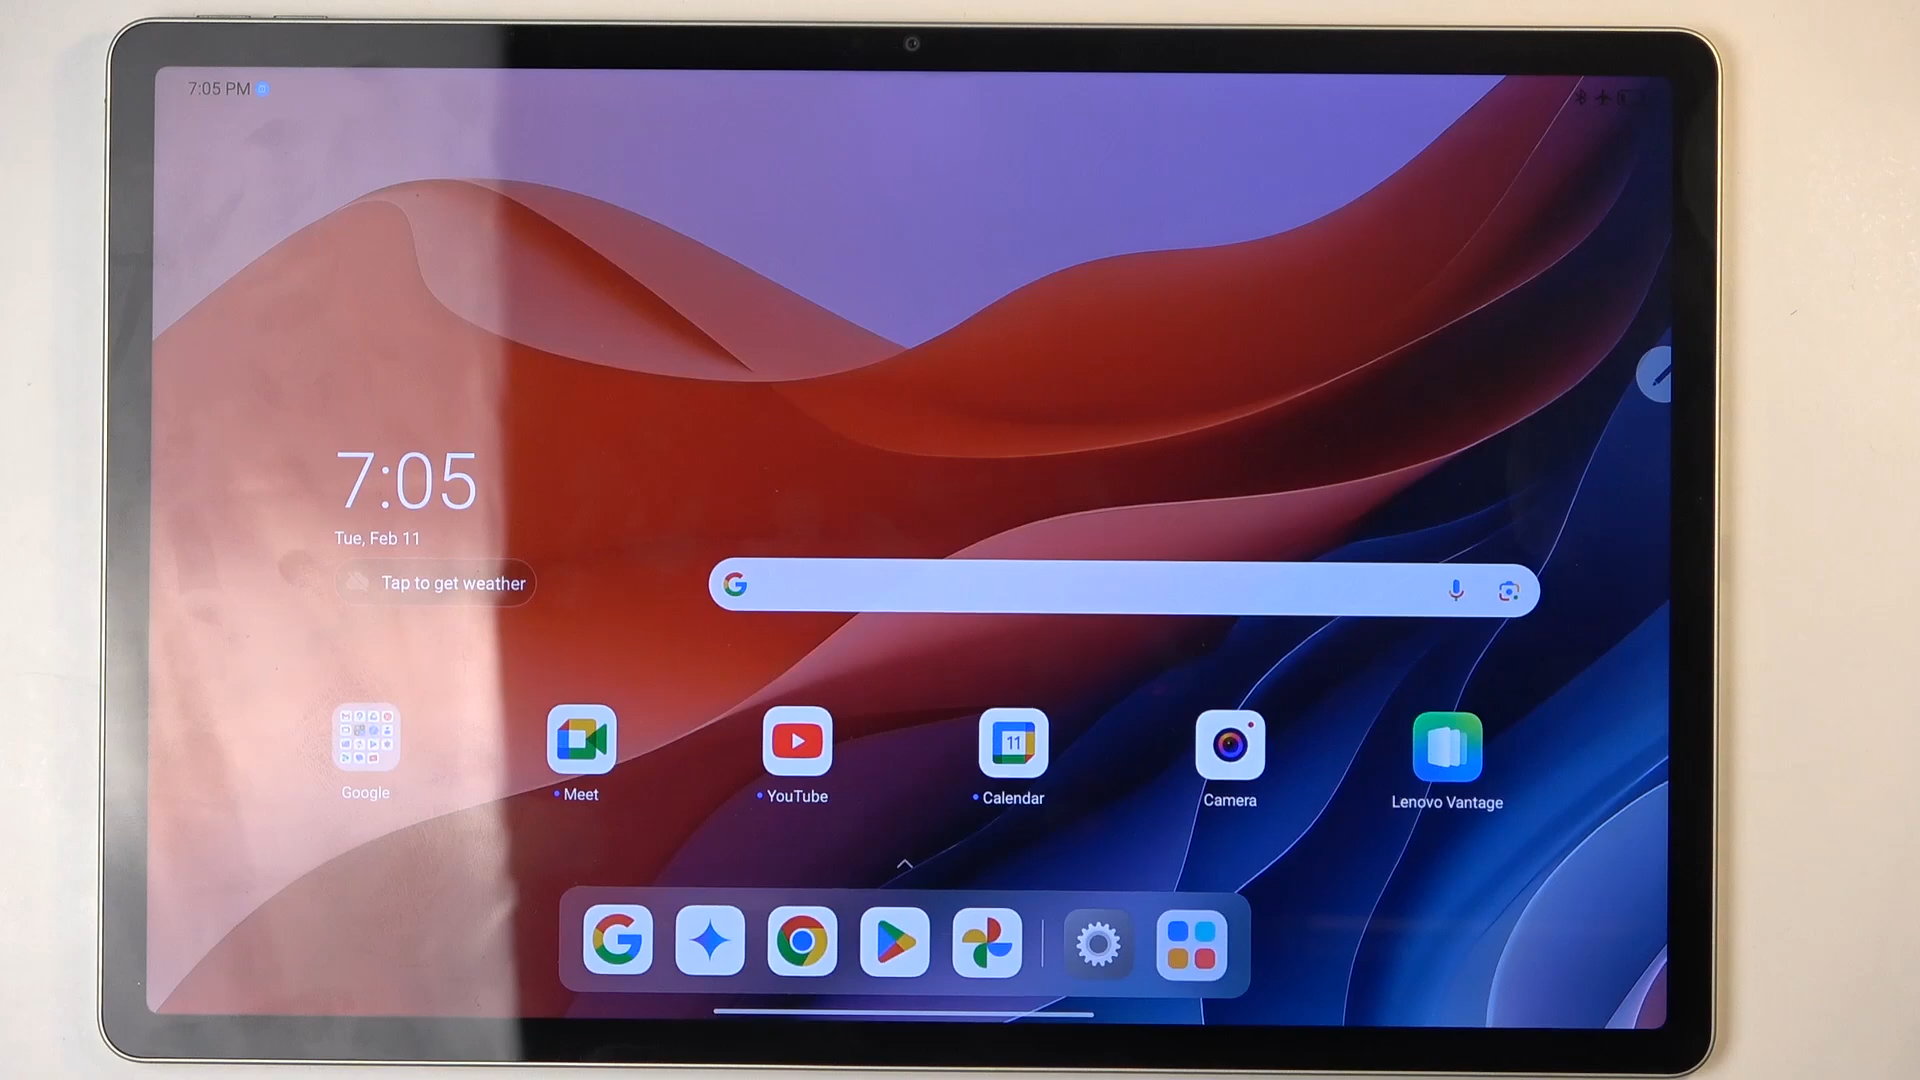 7:05 PM
7:05
Tue, Feb 11
Tap to get weather
11
Google
Meet
YouTube
Calendar
Camera
Lenovo Vantage